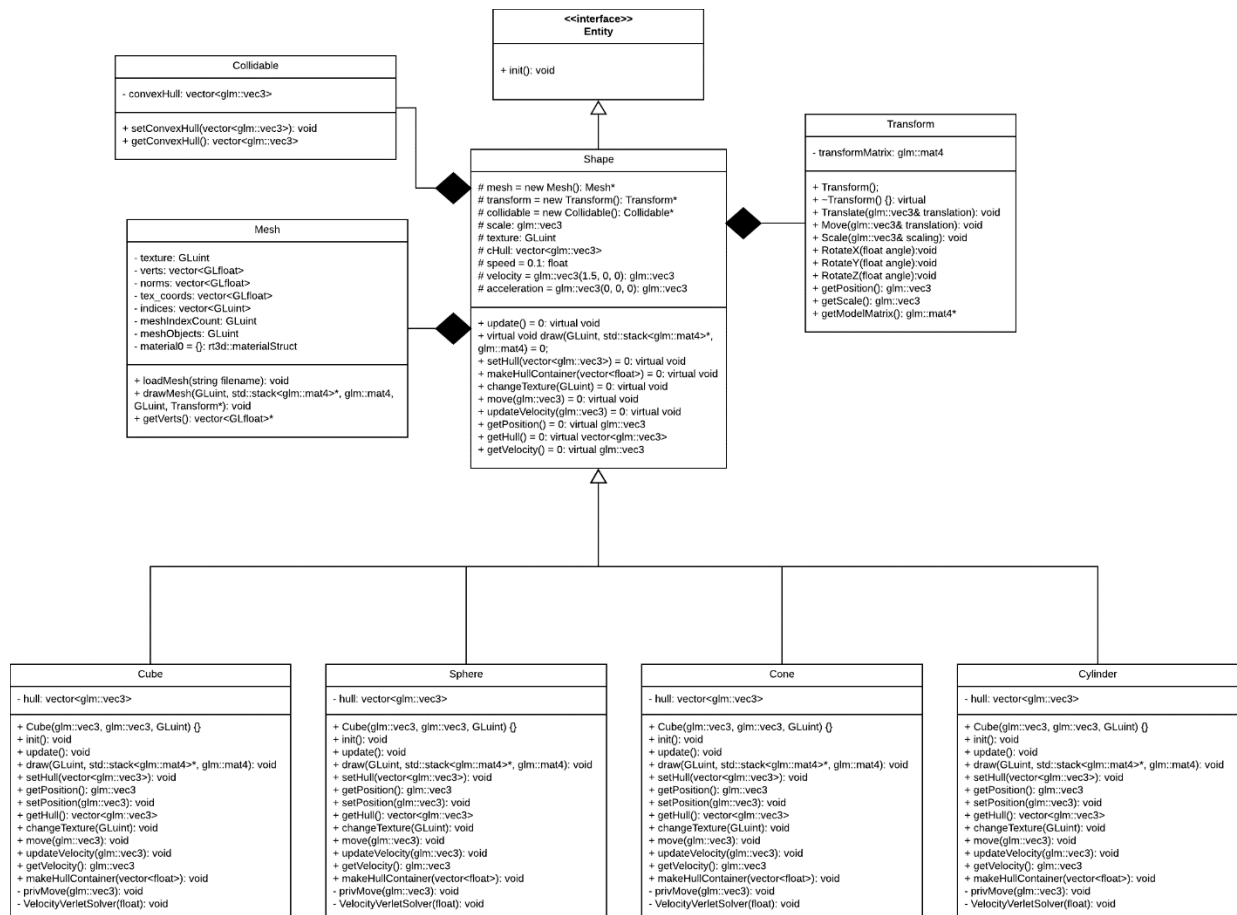 <<interface>>
Entity
+ init(): void
Collidable
- convexHull: vector<glm::vec3>
+ setConvexHull(vector<glm::vec3>): void
+ getConvexHull(): vector<glm::vec3>
Transform
- transformMatrix: glm::mat4
+ Transform();
+ ~Transform() {}: virtual
+ Translate(glm::vec3& translation): void
+ Move(glm::vec3& translation): void
+ Scale(glm::vec3& scaling): void
+ RotateX(float angle):void
+ RotateY(float angle):void
+ RotateZ(float angle):void
+ getPosition(): glm::vec3
+ getScale(): glm::vec3
+ getModelMatrix(): glm::mat4*
Shape
# mesh = new Mesh(): Mesh*
# transform = new Transform(): Transform*
# collidable = new Collidable(): Collidable*
# scale: glm::vec3
# texture: GLuint
# cHull: vector<glm::vec3>
# speed = 0.1: float
# velocity = glm::vec3(1.5, 0, 0): glm::vec3
# acceleration = glm::vec3(0, 0, 0): glm::vec3
+ update() = 0: virtual void
+ virtual void draw(GLuint, std::stack<glm::mat4>*,
glm::mat4) = 0;
+ setHull(vector<glm::vec3>) = 0: virtual void
+ makeHullContainer(vector<float>) = 0: virtual void
+ changeTexture(GLuint) = 0: virtual void
+ move(glm::vec3) = 0: virtual void
+ updateVelocity(glm::vec3) = 0: virtual void
+ getPosition() = 0: virtual glm::vec3
+ getHull() = 0: virtual vector<glm::vec3>
+ getVelocity() = 0: virtual glm::vec3
Mesh
- texture: GLuint
- verts: vector<GLfloat>
- norms: vector<GLfloat>
- tex_coords: vector<GLfloat>
- indices: vector<GLuint>
- meshIndexCount: GLuint
- meshObjects: GLuint
- material0 = {}: rt3d::materialStruct
+ loadMesh(string filename): void
+ drawMesh(GLuint, std::stack<glm::mat4>*, glm::mat4,
GLuint, Transform*): void
+ getVerts(): vector<GLfloat>*
Cube
- hull: vector<glm::vec3>
+ Cube(glm::vec3, glm::vec3, GLuint) {}
+ init(): void
+ update(): void
+ draw(GLuint, std::stack<glm::mat4>*, glm::mat4): void
+ setHull(vector<glm::vec3>): void
+ getPosition(): glm::vec3
+ setPosition(glm::vec3): void
+ getHull(): vector<glm::vec3>
+ changeTexture(GLuint): void
+ move(glm::vec3): void
+ updateVelocity(glm::vec3): void
+ getVelocity(): glm::vec3
+ makeHullContainer(vector<float>): void
- privMove(glm::vec3): void
- VelocityVerletSolver(float): void
Sphere
- hull: vector<glm::vec3>
+ Cube(glm::vec3, glm::vec3, GLuint) {}
+ init(): void
+ update(): void
+ draw(GLuint, std::stack<glm::mat4>*, glm::mat4): void
+ setHull(vector<glm::vec3>): void
+ getPosition(): glm::vec3
+ setPosition(glm::vec3): void
+ getHull(): vector<glm::vec3>
+ changeTexture(GLuint): void
+ move(glm::vec3): void
+ updateVelocity(glm::vec3): void
+ getVelocity(): glm::vec3
+ makeHullContainer(vector<float>): void
- privMove(glm::vec3): void
- VelocityVerletSolver(float): void
Cone
- hull: vector<glm::vec3>
+ Cube(glm::vec3, glm::vec3, GLuint) {}
+ init(): void
+ update(): void
+ draw(GLuint, std::stack<glm::mat4>*, glm::mat4): void
+ setHull(vector<glm::vec3>): void
+ getPosition(): glm::vec3
+ setPosition(glm::vec3): void
+ getHull(): vector<glm::vec3>
+ changeTexture(GLuint): void
+ move(glm::vec3): void
+ updateVelocity(glm::vec3): void
+ getVelocity(): glm::vec3
+ makeHullContainer(vector<float>): void
- privMove(glm::vec3): void
- VelocityVerletSolver(float): void
Cylinder
- hull: vector<glm::vec3>
+ Cube(glm::vec3, glm::vec3, GLuint) {}
+ init(): void
+ update(): void
+ draw(GLuint, std::stack<glm::mat4>*, glm::mat4): void
+ setHull(vector<glm::vec3>): void
+ getPosition(): glm::vec3
+ setPosition(glm::vec3): void
+ getHull(): vector<glm::vec3>
+ changeTexture(GLuint): void
+ move(glm::vec3): void
+ updateVelocity(glm::vec3): void
+ getVelocity(): glm::vec3
+ makeHullContainer(vector<float>): void
- privMove(glm::vec3): void
- VelocityVerletSolver(float): void